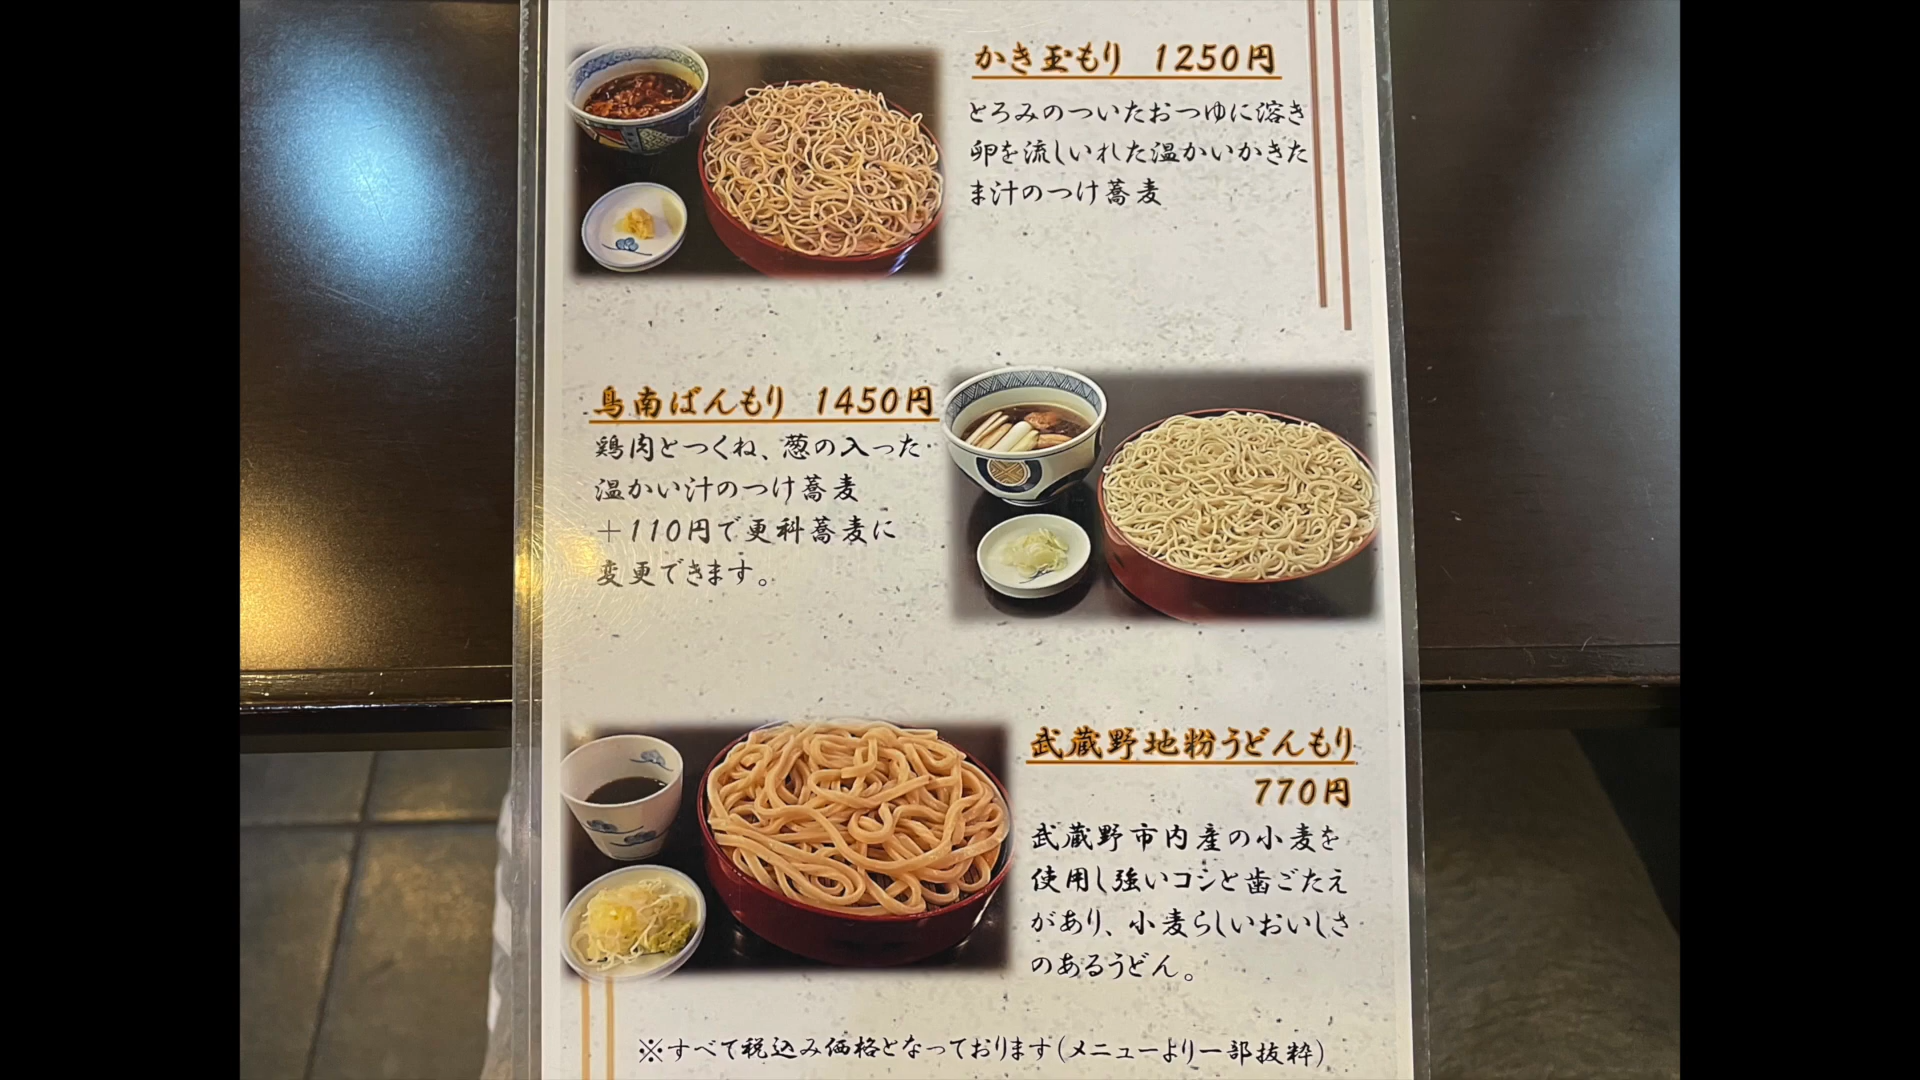 かき玉もり 1250円
とろみのついたおつゆに溶き
卵を流しいれた温かいかきた
ま汁のつけ蕎麦
鳥南ばんもり 1450円
鶏肉とつくね、葱の入った
温かい汁のつけ蕎麦
＋110円で更科蕎麦に
変更できます。
武蔵野地粉うどんもり
770円
武蔵野市内産の小麦を
使用し強いコシと歯ごたえ
があり、小麦らしいおいしさ
のあるうどん。
※すべて税込み価格となっております(メニューより一部抜粋)